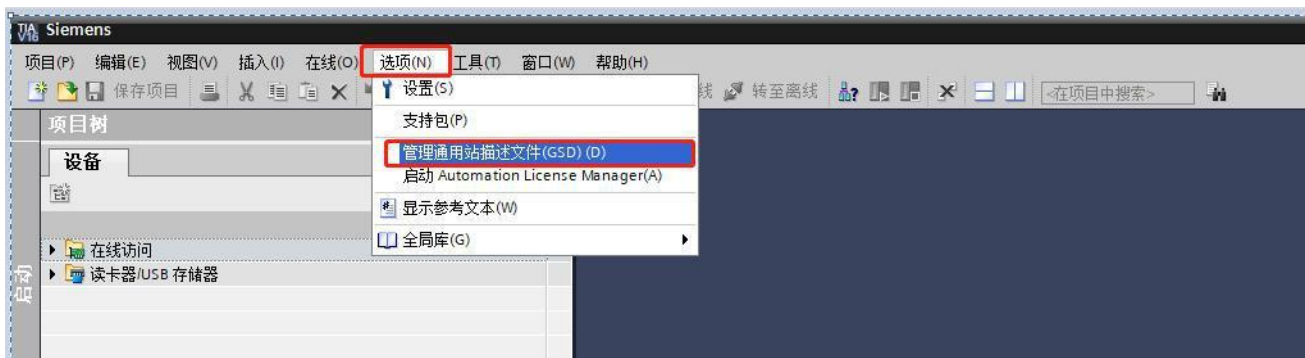 TIA V16 Siemens
项目(P) 编辑(E) 视图(V) 插入(I) 在线(O) 选项(N) 工具(T) 窗口(W) 帮助(H)
保存项目 线 转至离线 <在项目中搜索>
设置(S)
支持包(P)
管理通用站描述文件(GSD) (D)
启动 Automation License Manager(A)
显示参考文本(W)
全局库(G)
项目树
设备
在线访问
读卡器/USB 存储器
启动